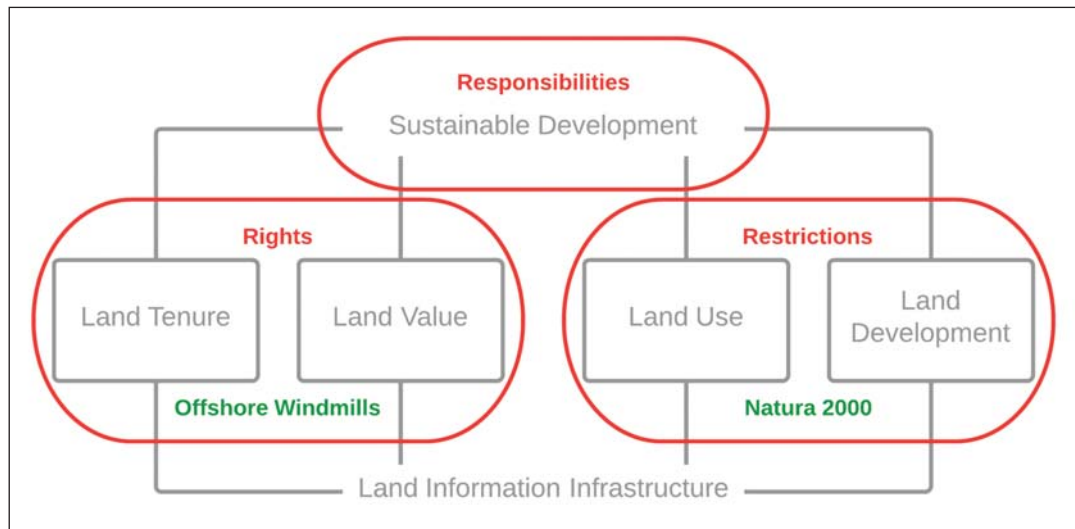 Responsibilities
Sustainable Development
Rights
Restrictions
Land Tenure
Land Value
Land Use
Land
Development
Offshore Windmills
Natura 2000
Land Information Infrastructure